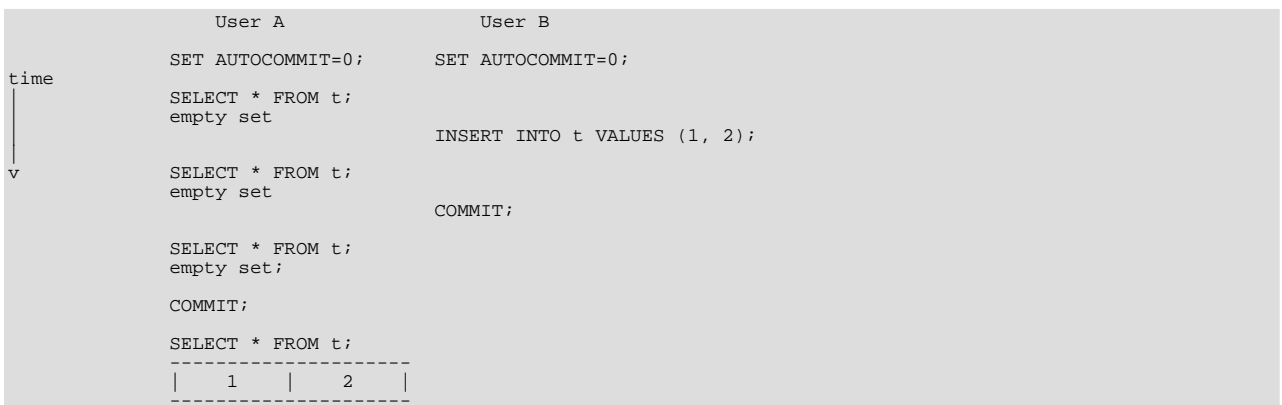 User A User B
SET AUTOCOMMIT=0; SET AUTOCOMMIT=0;
time
| SELECT * FROM t;
| empty set
| INSERT INTO t VALUES (1, 2);
|
v SELECT * FROM t;
empty set
COMMIT;
SELECT * FROM t;
empty set;
COMMIT;
SELECT * FROM t;
---------------------
| 1 | 2 |
---------------------